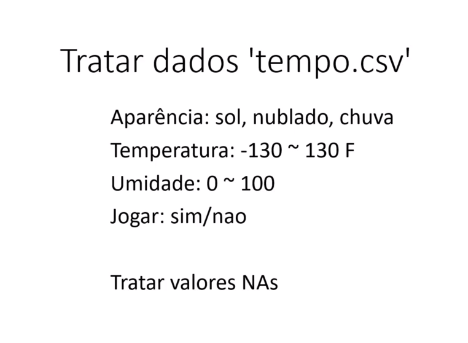 Tratar dados 'tempo.csv'
Aparência: sol, nublado, chuva
Temperatura: -130 ~ 130 F
Umidade: 0 ~ 100
Jogar: sim/nao
Tratar valores NAs